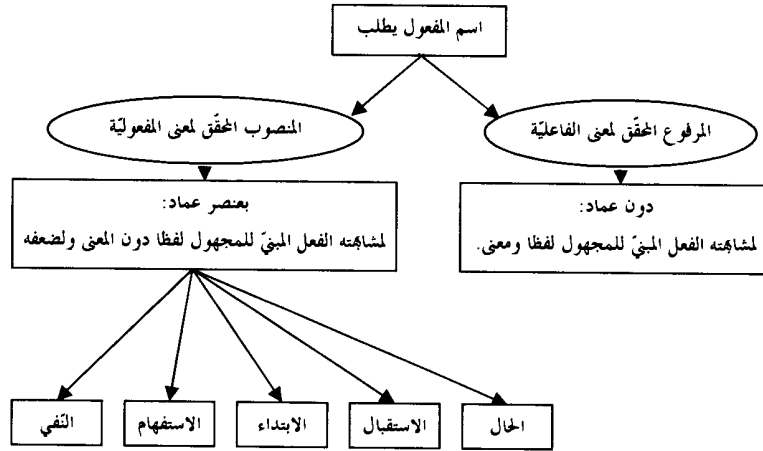 اسم المفعول يطلب
المرفوع المحقّق لمعنى الفاعليّة
المنصوب المحقّق لمعنى المفعوليّة
دون عماد:
لمشابهته الفعل المبنيّ للمجهول لفظا ومعنى.
بعنصر عماد:
لمشابهته الفعل المبنيّ للمجهول لفظا دون المعنى ولضعفه
الحال
الاستقبال
الابتداء
الاستفهام
النّفي